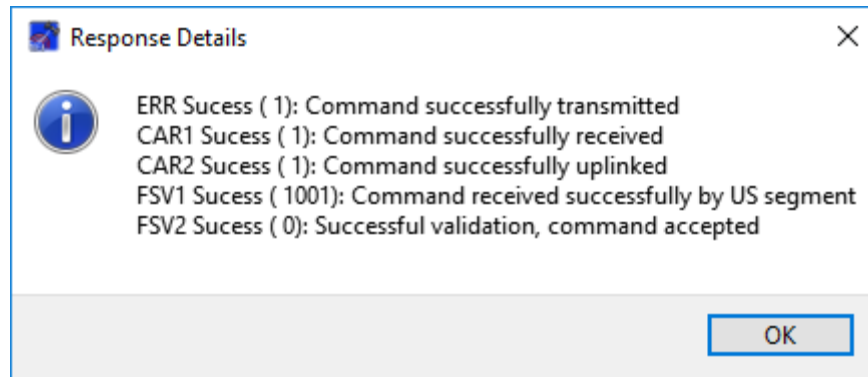 Response Details
ERR Sucess ( 1): Command successfully transmitted
CAR1 Sucess ( 1): Command successfully received
CAR2 Sucess ( 1): Command successfully uplinked
FSV1 Sucess ( 1001): Command received successfully by US segment
FSV2 Sucess ( 0): Successful validation, command accepted
OK